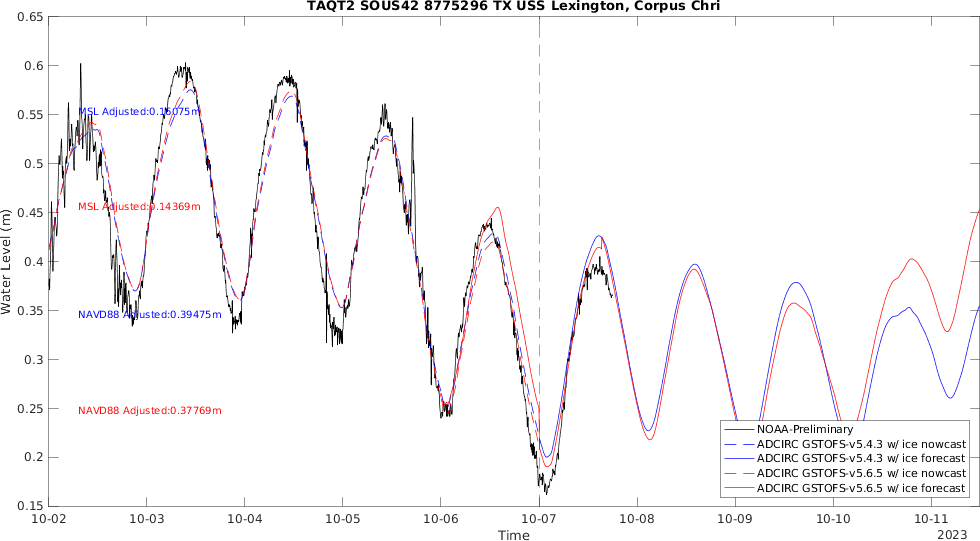 TAQT2 SOUS42 8775296 TX USS Lexington, Corpus Chri
0.65
0.6
0.55
0.5
0.45
0.4
0.35
0.3
0.25
0.2
0.15
Water Level (m)
MSL Adjusted:0.15075m
MSL Adjusted:0.14369m
NAVD88 Adjusted:0.39475m
NAVD88 Adjusted:0.37769m
NOAA-Preliminary
ADCIRC GSTOFS-v5.4.3 w/ ice nowcast
ADCIRC GSTOFS-v5.4.3 w/ ice forecast
ADCIRC GSTOFS-v5.6.5 w/ ice nowcast
ADCIRC GSTOFS-v5.6.5 w/ ice forecast
10-02 10-03 10-04 10-05 10-06 10-07 10-08 10-09 10-10 10-11
Time
2023